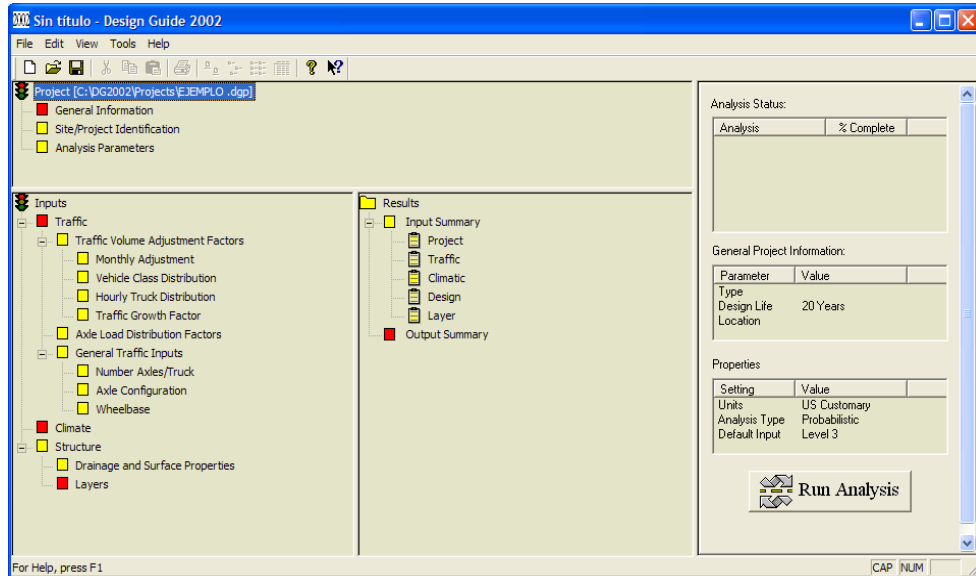 Sin título - Design Guide 2002
File Edit View Tools Help
Project [C:\DG2002\Projects\EJEMPLO .dgp]
General Information
Site/Project Identification
Analysis Parameters
Inputs
Traffic
Traffic Volume Adjustment Factors
Monthly Adjustment
Vehicle Class Distribution
Hourly Truck Distribution
Traffic Growth Factor
Axle Load Distribution Factors
General Traffic Inputs
Number Axles/Truck
Axle Configuration
Wheelbase
Climate
Structure
Drainage and Surface Properties
Layers
Results
Input Summary
Project
Traffic
Climatic
Design
Layer
Output Summary
Analysis Status:
Analysis % Complete
General Project Information:
Parameter Value
Type
Design Life 20 Years
Location
Properties
Setting Value
Units US Customary
Analysis Type Probabilistic
Default Input Level 3
Run Analysis
For Help, press F1
CAP NUM